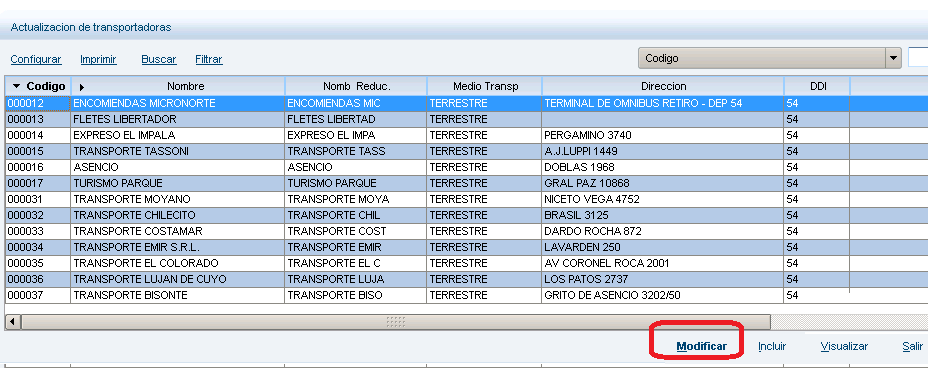 Actualizacion de transportadoras
Configurar Imprimir Buscar Filtrar Codigo
Codigo Nombre Nomb Reduc. Medio Transp Direccion DDI
000012 ENCOMIENDAS MICRONORTE ENCOMIENDAS MIC TERRESTRE TERMINAL DE OMNIBUS RETIRO - DEP 54 54
000013 FLETES LIBERTADOR FLETES LIBERTAD TERRESTRE 54
000014 EXPRESO EL IMPALA EXPRESO EL IMPA TERRESTRE PERGAMINO 3740 54
000015 TRANSPORTE TASSONI TRANSPORTE TASS TERRESTRE A.J.LUPPI 1449 54
000016 ASENCIO ASENCIO TERRESTRE DOBLAS 1968 54
000017 TURISMO PARQUE TURISMO PARQUE TERRESTRE GRAL PAZ 10868 54
000031 TRANSPORTE MOYANO TRANSPORTE MOYA TERRESTRE NICETO VEGA 4752 54
000032 TRANSPORTE CHILECITO TRANSPORTE CHIL TERRESTRE BRASIL 3125 54
000033 TRANSPORTE COSTAMAR TRANSPORTE COST TERRESTRE DARDO ROCHA 872 54
000034 TRANSPORTE EMIR S.R.L. TRANSPORTE EMIR TERRESTRE LAVARDEN 250 54
000035 TRANSPORTE EL COLORADO TRANSPORTE EL C TERRESTRE AV CORONEL ROCA 2001 54
000036 TRANSPORTE LUJAN DE CUYO TRANSPORTE LUJA TERRESTRE LOS PATOS 2737 54
000037 TRANSPORTE BISONTE TRANSPORTE BISO TERRESTRE GRITO DE ASENCIO 3202/50 54
Modificar Incluir Visualizar Salir